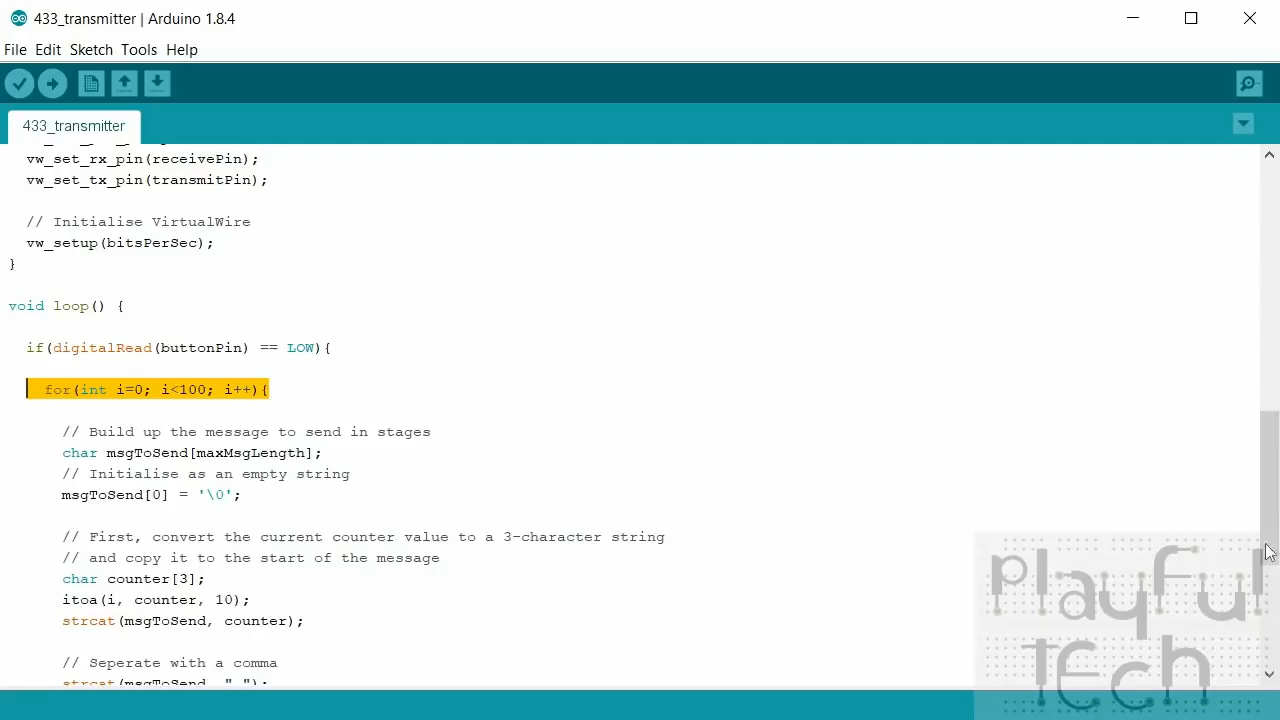 433_transmitter | Arduino 1.8.4
File Edit Sketch Tools Help
433_transmitter
vw_set_rx_pin(receivePin);
vw_set_tx_pin(transmitPin);
// Initialise VirtualWire
vw_setup(bitsPerSec);
}
void loop() {
if(digitalRead(buttonPin) == LOW){
for(int i=0; i<100; i++){
// Build up the message to send in stages
char msgToSend[maxMsgLength];
// Initialise as an empty string
msgToSend[0] = '\0';
// First, convert the current counter value to a 3-character string
// and copy it to the start of the message
char counter[3];
itoa(i, counter, 10);
strcat(msgToSend, counter);
// Seperate with a comma
strcat(msgToSend, ",");
playful
tech